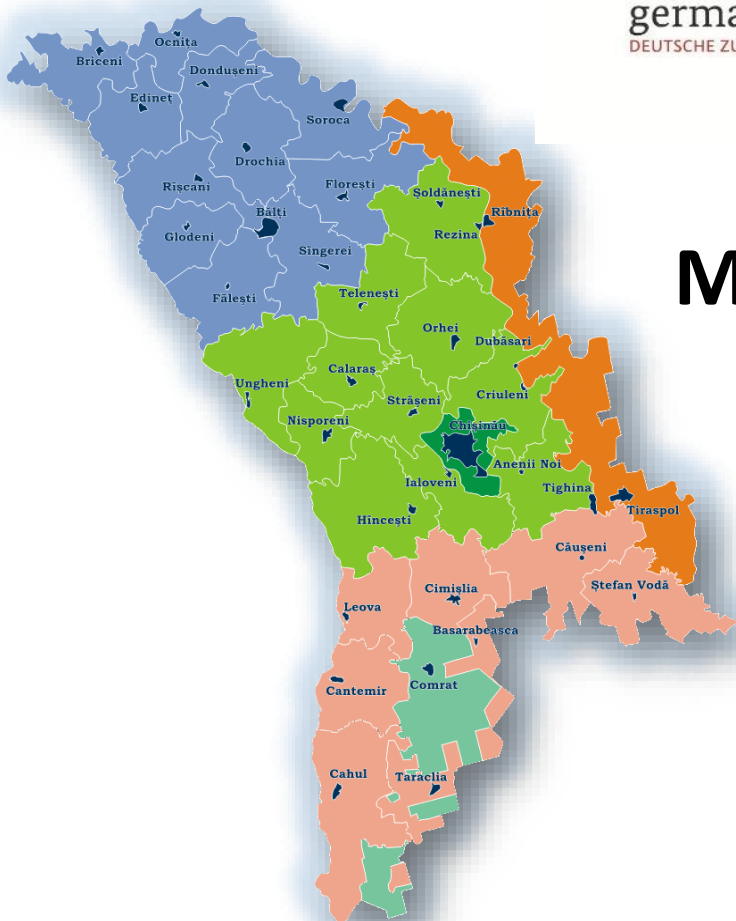 germa
DEUTSCHE ZU
M
Ocnița
Briceni
Dondușeni
Edineț
Soroca
Drochia
Rîșcani
Florești
Șoldănești
Bălți
Rîbnița
Rezina
Glodeni
Sîngerei
Fălești
Telenești
Orhei
Dubăsari
Calaraș
Ungheni
Criuleni
Strășeni
Nisporeni
Chișinău
Anenii Noi
Ialoveni
Tighina
Tiraspol
Hîncești
Căușeni
Cimișlia
Ștefan Vodă
Leova
Basarabeasca
Comrat
Cantemir
Cahul
Taraclia